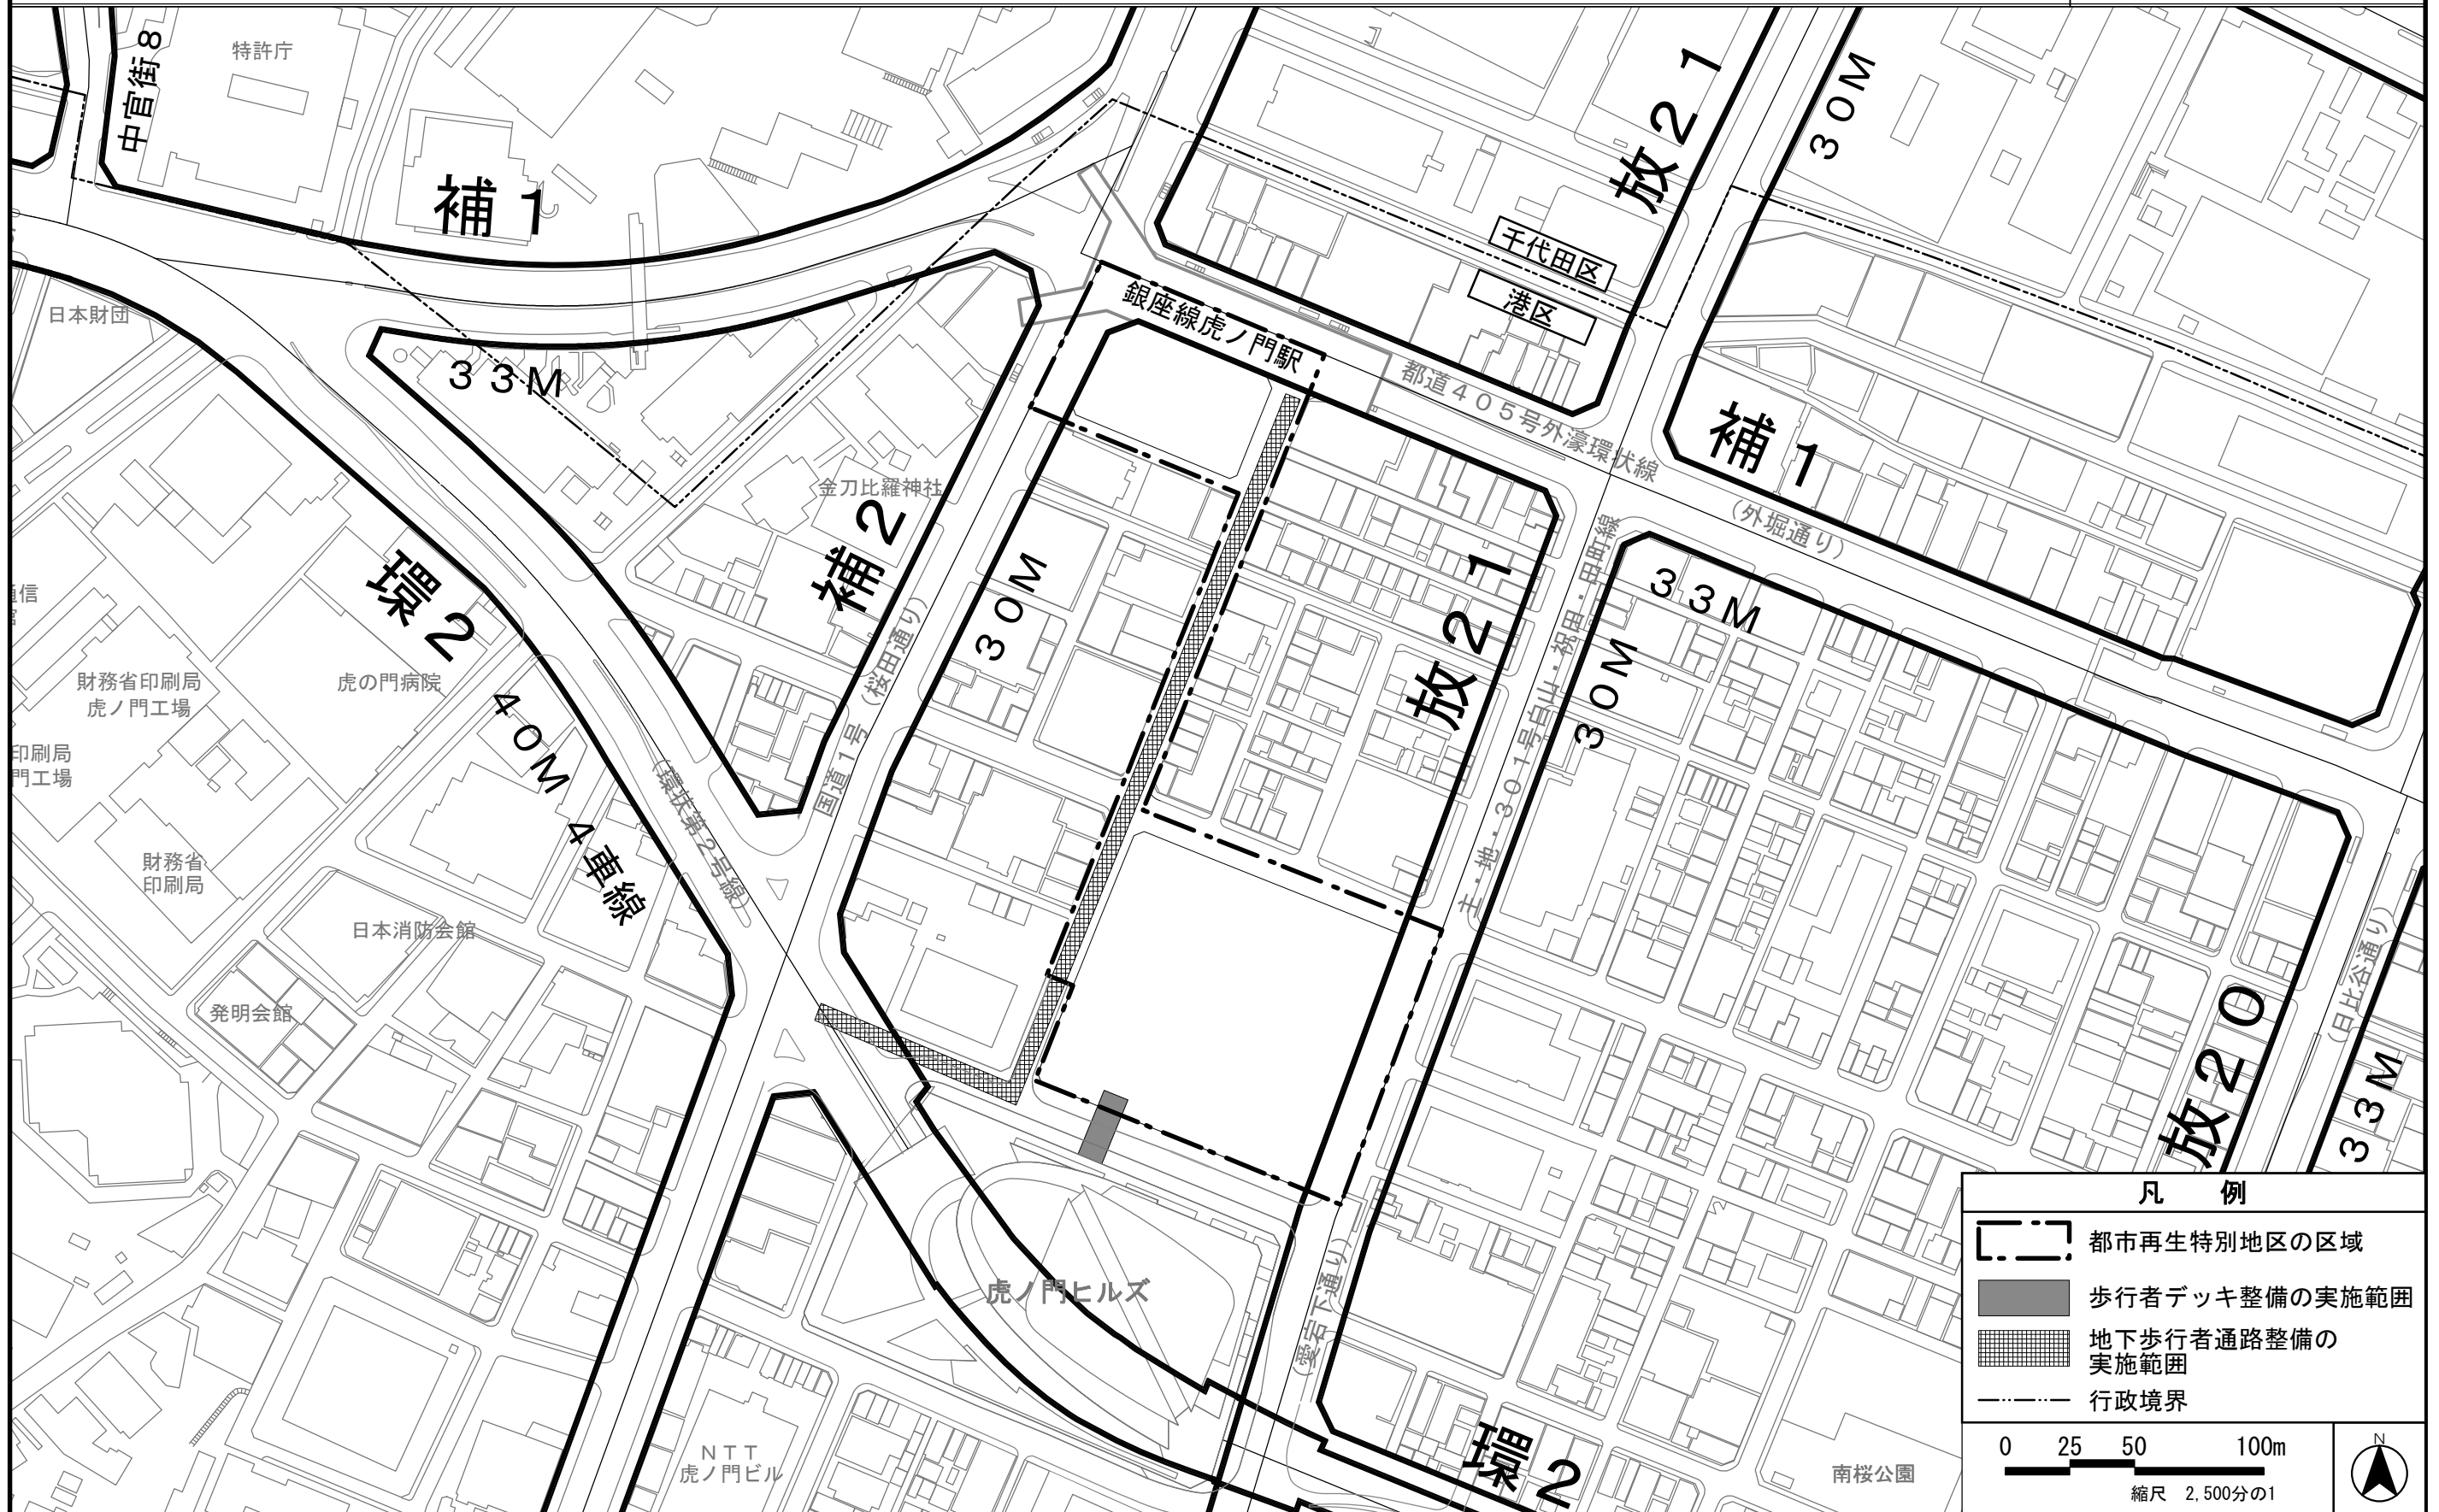 中官街8
特許庁
補1
放21
30M
千代田区
港区
銀座線虎ノ門駅
都道405号外濠環状線
(外堀通り)
補1
日本財団
33M
金刀比羅神社
補2
30M
国道1号(桜田通り)
環2
40M
4車線
(環状第2号線)
虎の門病院
財務省印刷局
虎ノ門工場
印刷局
門工場
財務省
印刷局
日本消防会館
発明会館
放21
主・地・301号白山・祝田・田町線
30M
33M
放20
(日比谷通り)
33M
虎ノ門ヒルズ
(愛宕下通り)
NTT
虎ノ門ビル
環2
南桜公園
凡 例
都市再生特別地区の区域
歩行者デッキ整備の実施範囲
地下歩行者通路整備の
実施範囲
行政境界
0 25 50 100m
縮尺 2,500分の1
N